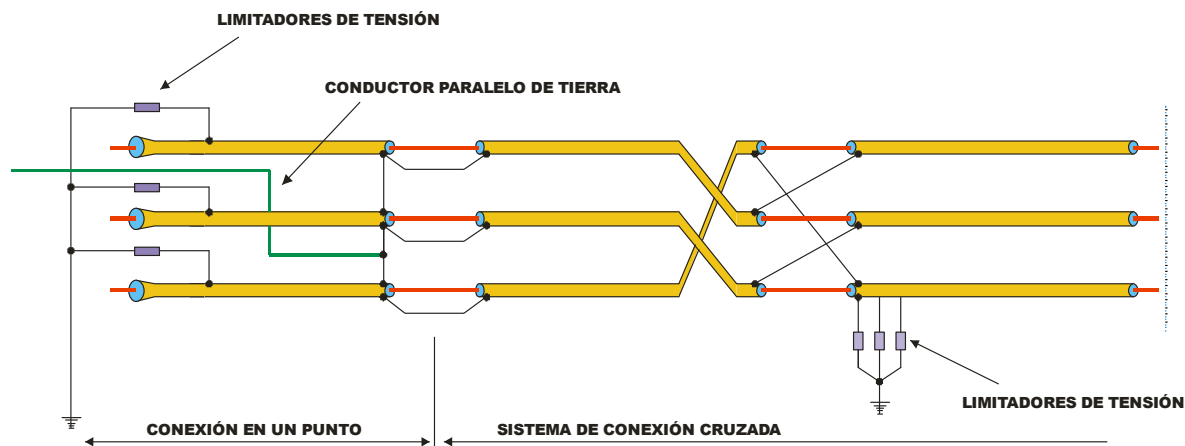 LIMITADORES DE TENSIÓN
CONDUCTOR PARALELO DE TIERRA
LIMITADORES DE TENSIÓN
CONEXIÓN EN UN PUNTO
SISTEMA DE CONEXIÓN CRUZADA